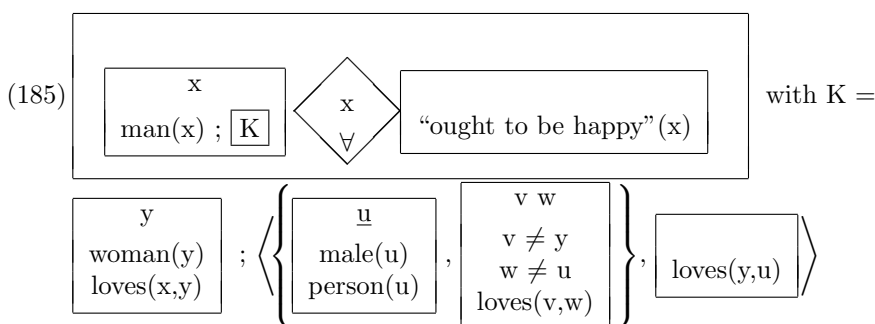 x
(185) x with K =
man(x) ; K ∀ “ought to be happy”(x)
y u v w
woman(y) ; ⟨ { male(u) , v ≠ y } , loves(y,u) ⟩
loves(x,y) person(u) w ≠ u
loves(v,w)